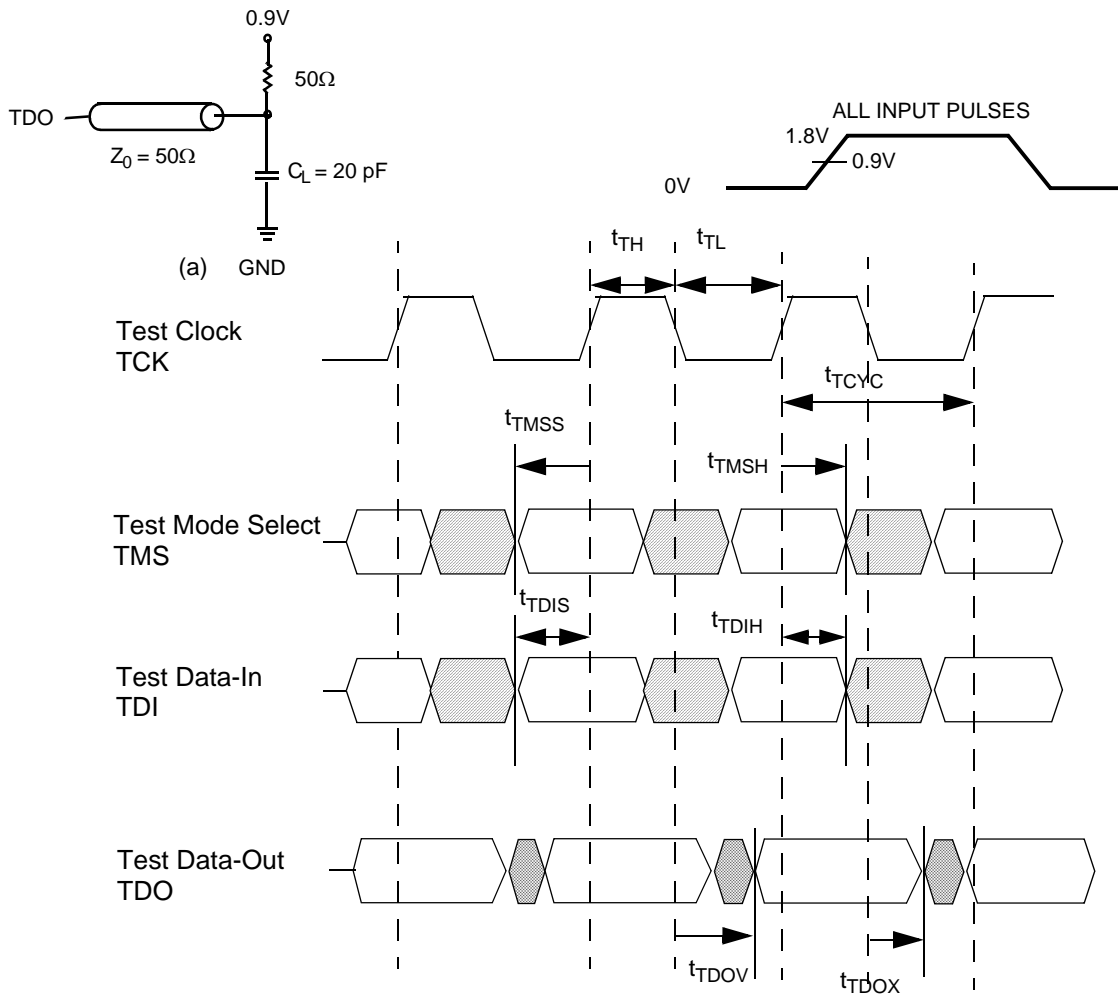 0.9V
50Ω
TDO
Z0 = 50Ω
CL = 20 pF
(a) GND
ALL INPUT PULSES
1.8V
0.9V
0V
tTH
tTL
Test Clock
TCK
tTCYC
tTMSS
tTMSH
Test Mode Select
TMS
tTDIS
tTDIH
Test Data-In
TDI
Test Data-Out
TDO
tTDOV
tTDOX